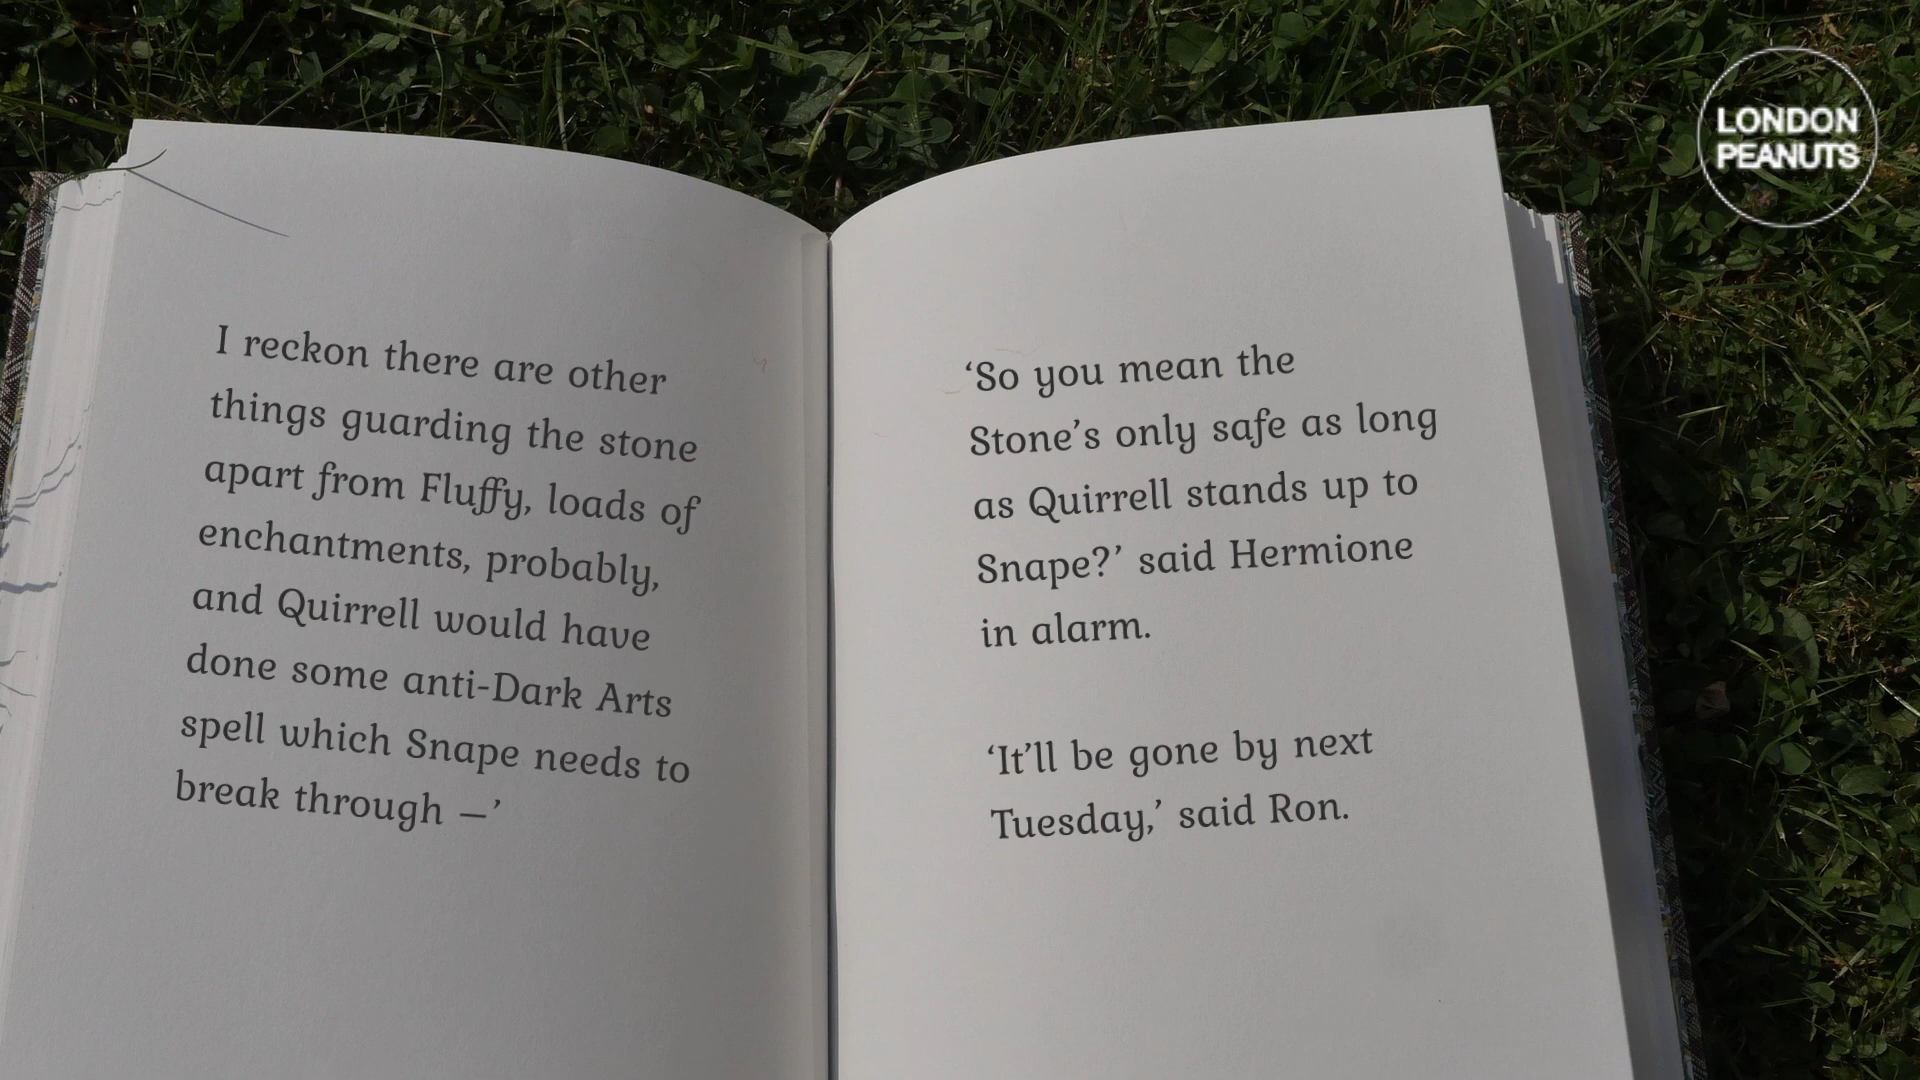 LONDON
PEANUTS
I reckon there are other
things guarding the stone
apart from Fluffy, loads of
enchantments, probably,
and Quirrell would have
done some anti-Dark Arts
spell which Snape needs to
break through —’
‘So you mean the
Stone’s only safe as long
as Quirrell stands up to
Snape?’ said Hermione
in alarm.
‘It’ll be gone by next
Tuesday,’ said Ron.